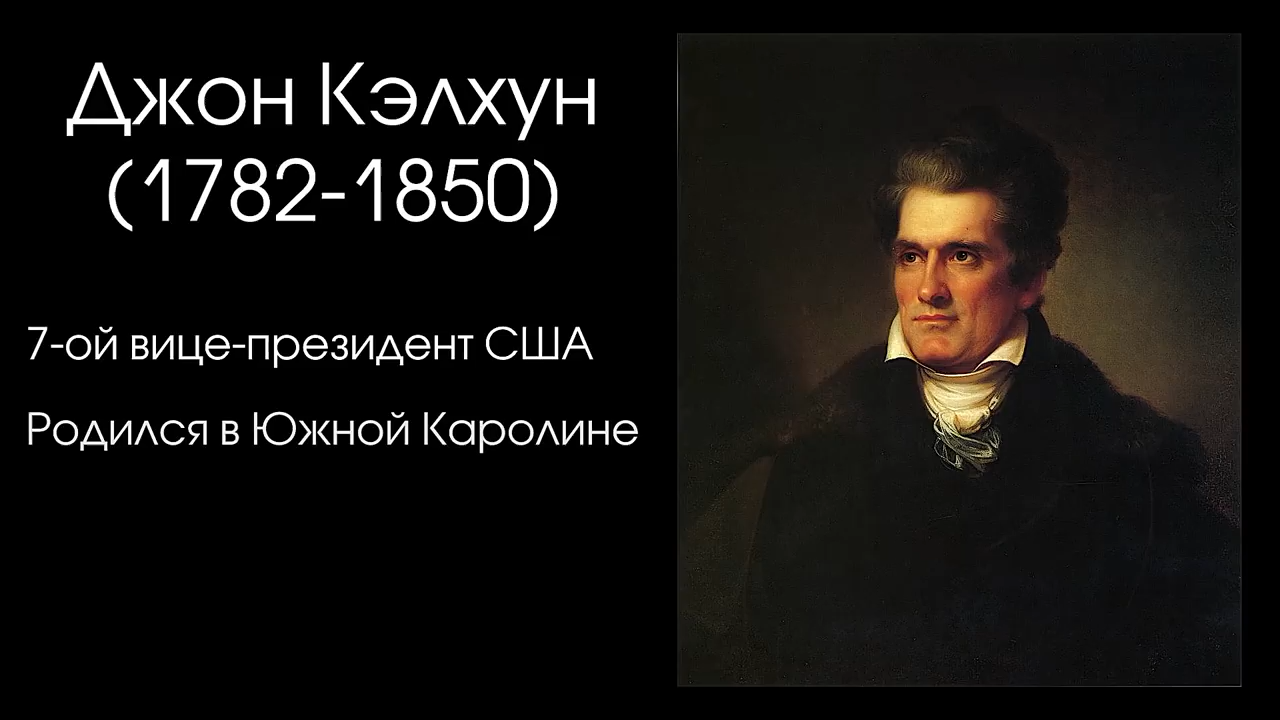 Джон Кэлхун
(1782-1850)
7-ой вице-президент США
Родился в Южной Каролине